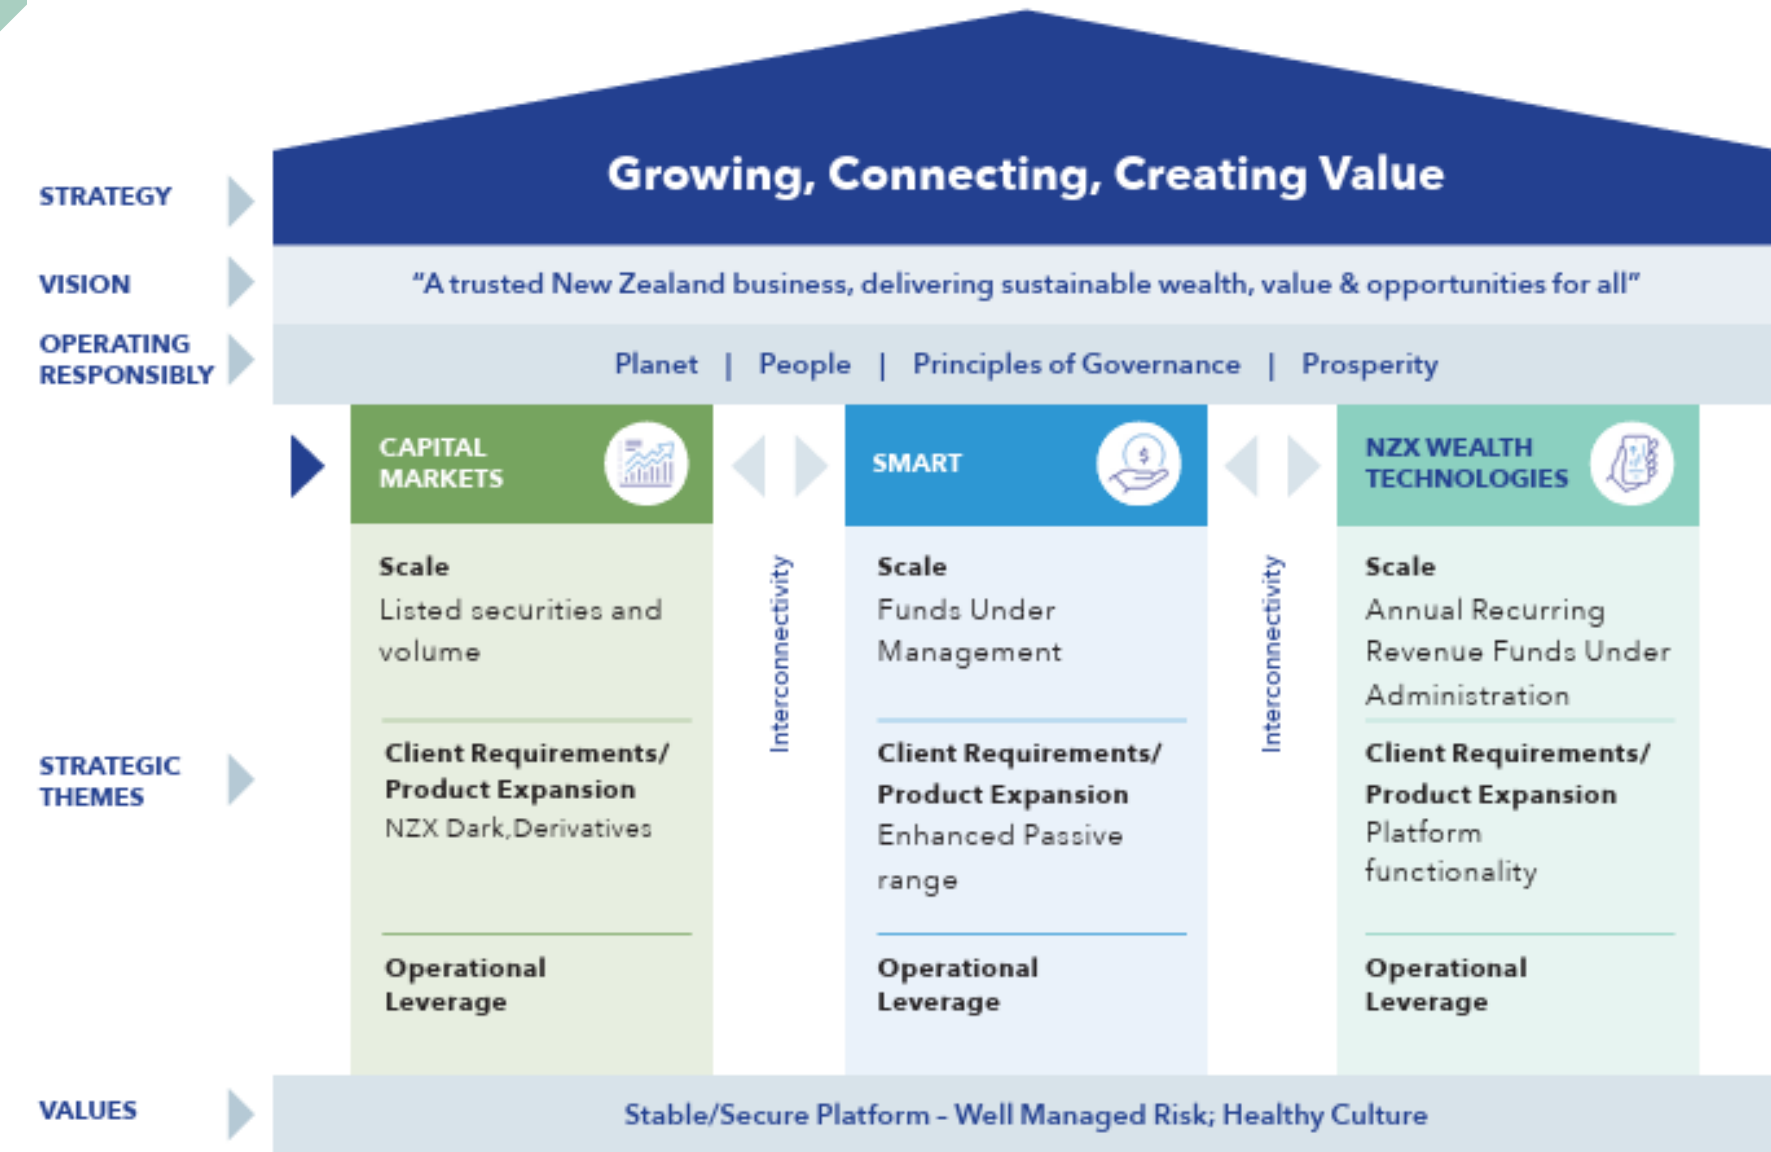 Growing, Connecting, Creating Value
STRATEGY
VISION
“A trusted New Zealand business, delivering sustainable wealth, value & opportunities for all”
OPERATING
RESPONSIBLY
Planet | People | Principles of Governance | Prosperity
CAPITAL
MARKETS
SMART
$
NZX WEALTH
TECHNOLOGIES
STRATEGIC
THEMES
Scale
Listed securities and
volume
Client Requirements/
Product Expansion
NZX Dark,Derivatives
Operational
Leverage
Interconnectivity
Scale
Funds Under
Management
Client Requirements/
Product Expansion
Enhanced Passive
range
Operational
Leverage
Interconnectivity
Scale
Annual Recurring
Revenue Funds Under
Administration
Client Requirements/
Product Expansion
Platform
functionality
Operational
Leverage
VALUES
Stable/Secure Platform – Well Managed Risk; Healthy Culture